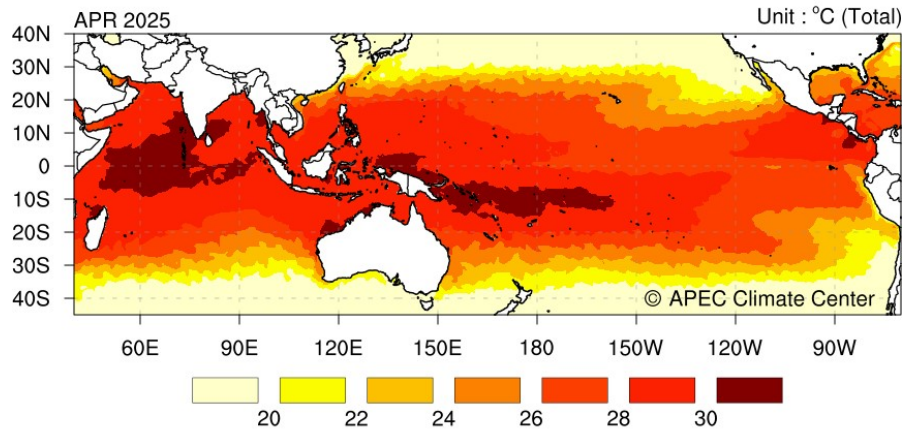 APR 2025 Unit : °C (Total)
40N
30N
20N
10N
0
10S
20S
30S
40S
© APEC Climate Center
60E 90E 120E 150E 180 150W 120W 90W
20 22 24 26 28 30